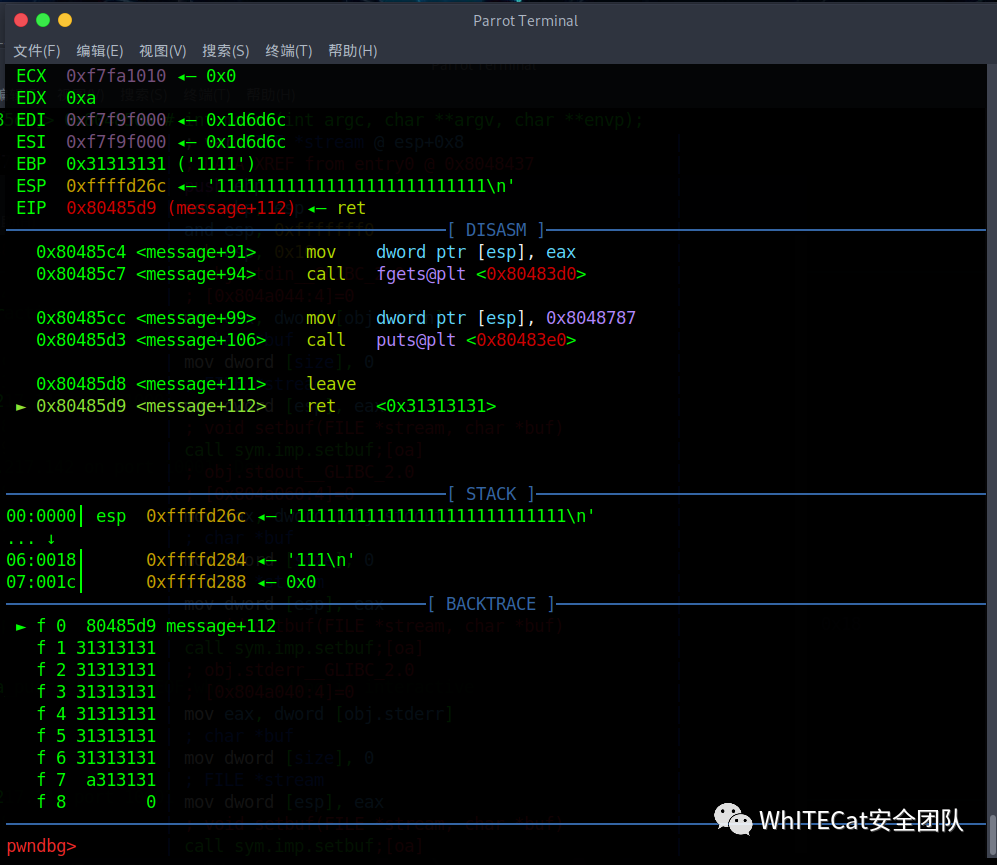 Parrot Terminal
文件(F) 编辑(E) 视图(V) 搜索(S) 终端(T) 帮助(H)
ECX 0xf7fa1010 ◂— 0x0
EDX 0xa
EDI 0xf7f9f000 ◂— 0x1d6d6c
ESI 0xf7f9f000 ◂— 0x1d6d6c
EBP 0x31313131 ('1111')
ESP 0xffffd26c ◂— '111111111111111111111111111\n'
EIP 0x80485d9 (message+112) ◂— ret
[ DISASM ]
0x80485c4 <message+91> mov dword ptr [esp], eax
0x80485c7 <message+94> call fgets@plt <0x80483d0>
0x80485cc <message+99> mov dword ptr [esp], 0x8048787
0x80485d3 <message+106> call puts@plt <0x80483e0>
0x80485d8 <message+111> leave
► 0x80485d9 <message+112> ret <0x31313131>
[ STACK ]
00:0000│ esp 0xffffd26c ◂— '111111111111111111111111111\n'
... ↓
06:0018│ 0xffffd284 ◂— '111\n'
07:001c│ 0xffffd288 ◂— 0x0
[ BACKTRACE ]
► f 0 80485d9 message+112
f 1 31313131
f 2 31313131
f 3 31313131
f 4 31313131
f 5 31313131
f 6 31313131
f 7 a313131
f 8 0
WhITECat安全团队
pwndbg>